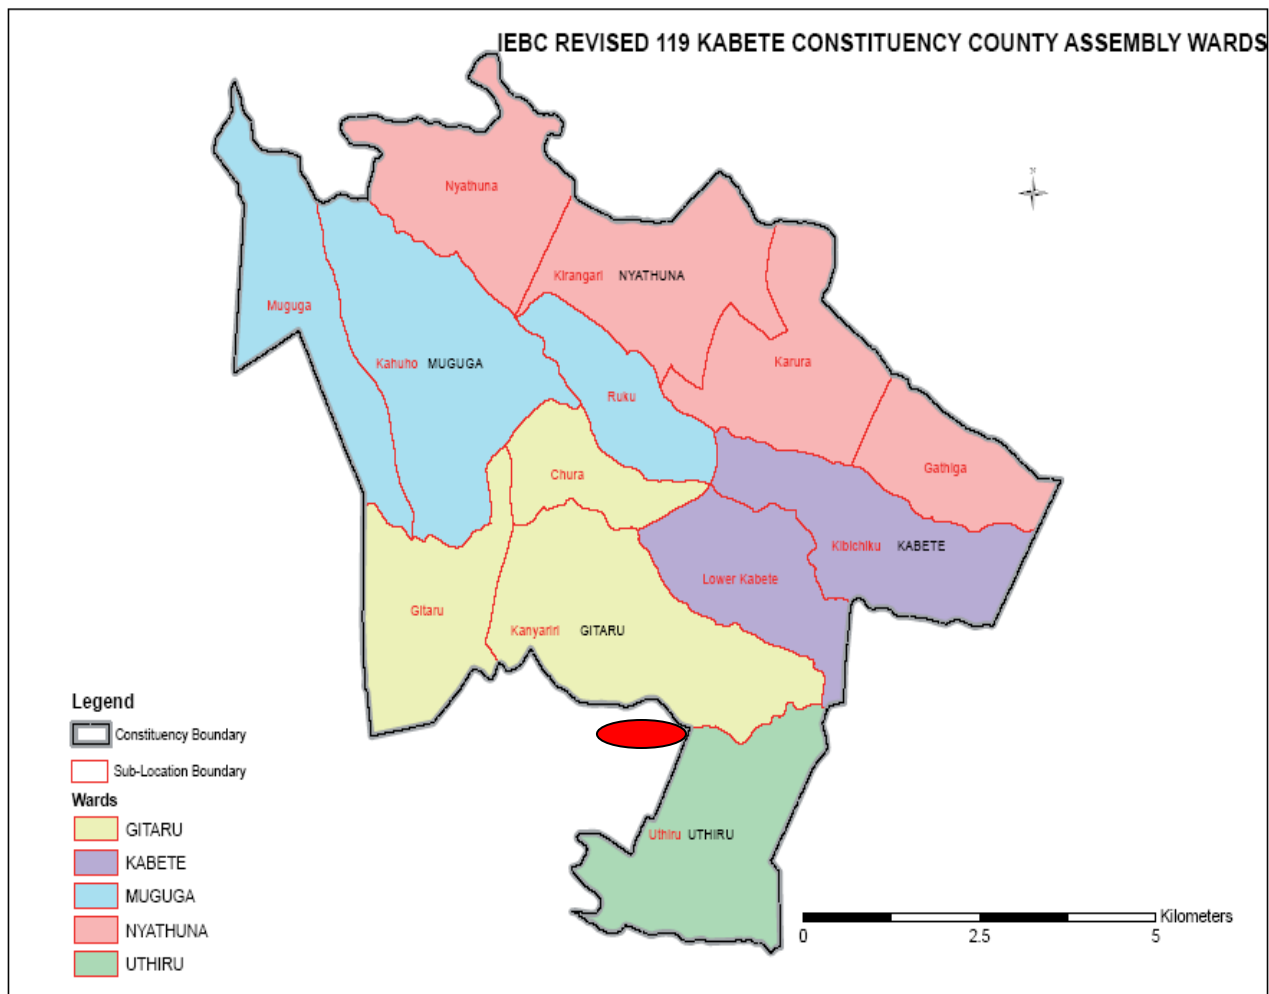 IEBC REVISED 119 KABETE CONSTITUENCY COUNTY ASSEMBLY WARDS
N
Nyathuna
Kirangari NYATHUNA
Muguga
Kahuho MUGUGA
Karura
Ruku
Gathiga
Chura
Kibichiku KABETE
Lower Kabete
Gitaru
Kanyariri GITARU
Uthiru UTHIRU
Legend
Constituency Boundary
Sub-Location Boundary
Wards
GITARU
KABETE
MUGUGA
NYATHUNA
UTHIRU
Kilometers
0 2.5 5